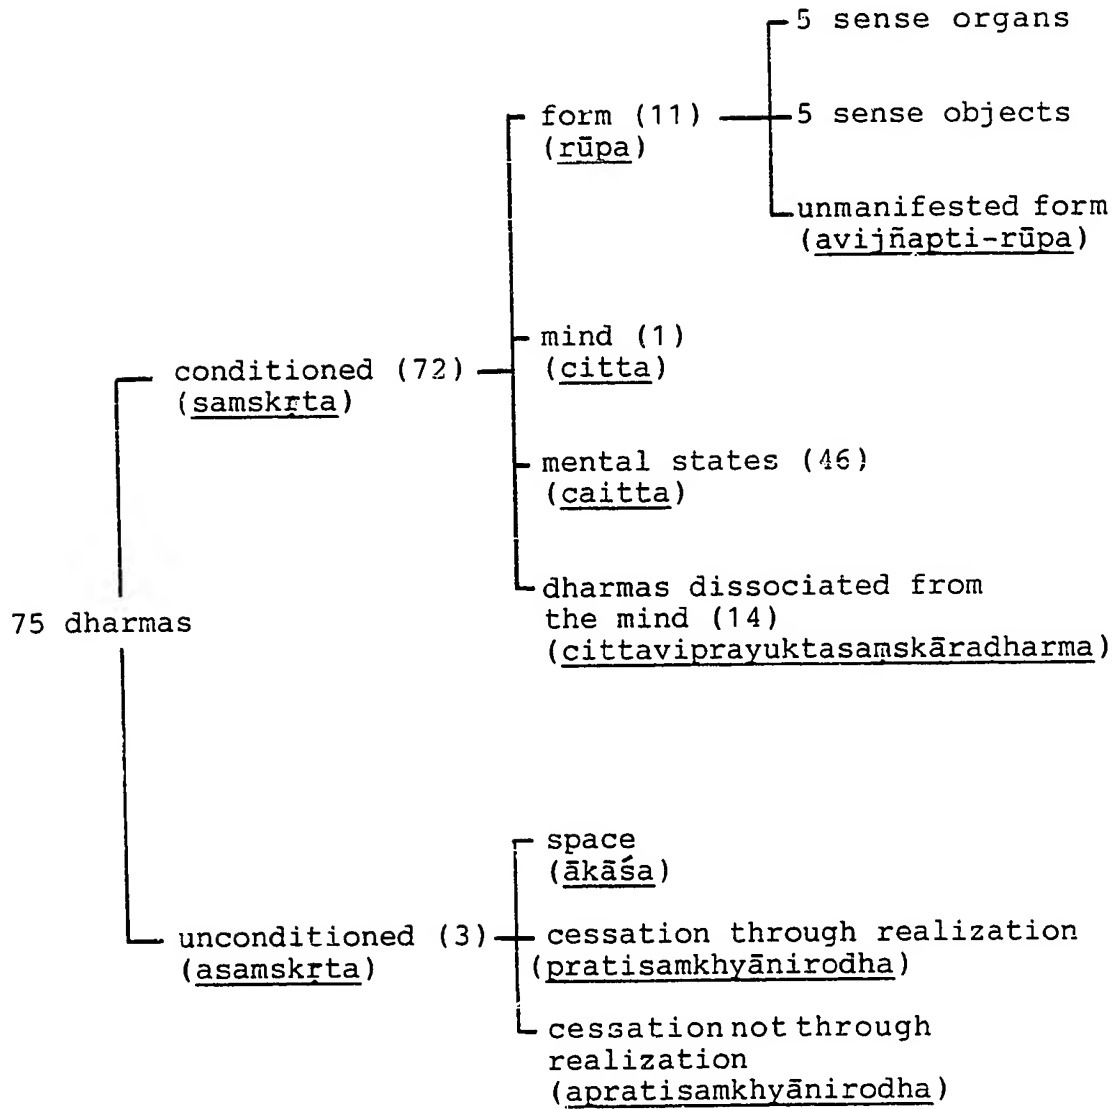 5 sense organs
form (11)
(rūpa)
5 sense objects
unmanifested form
(avijñapti-rūpa)
mind (1)
(citta)
conditioned (72)
(samskṛta)
mental states (46)
(caitta)
dharmas dissociated from
the mind (14)
(cittaviprayuktasaṃskāradharma)
75 dharmas
space
(ākāśa)
unconditioned (3)
(asamskṛta)
cessation through realization
(pratisamkhyānirodha)
cessation not through
realization
(apratisamkhyānirodha)